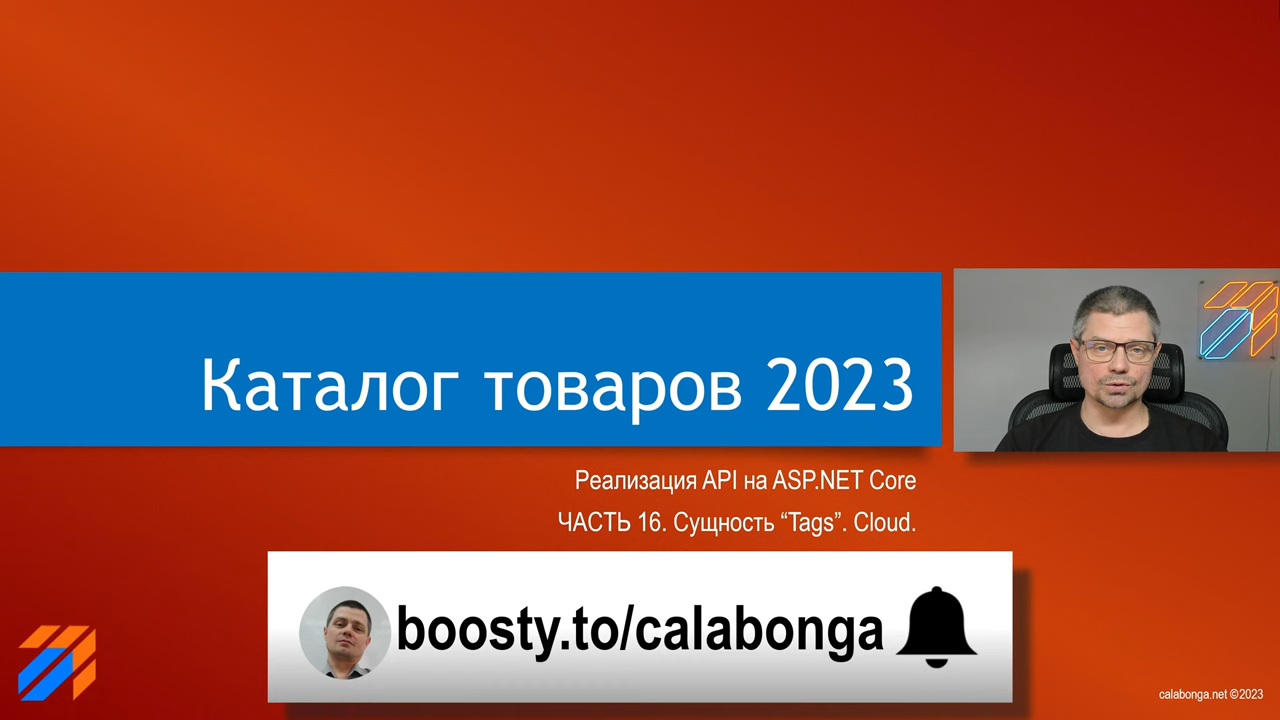 Каталог товаров 2023
Реализация API на ASP.NET Core
ЧАСТЬ 16. Сущность “Tags”. Cloud.
boosty.to/calabonga
calabonga.net ©2023